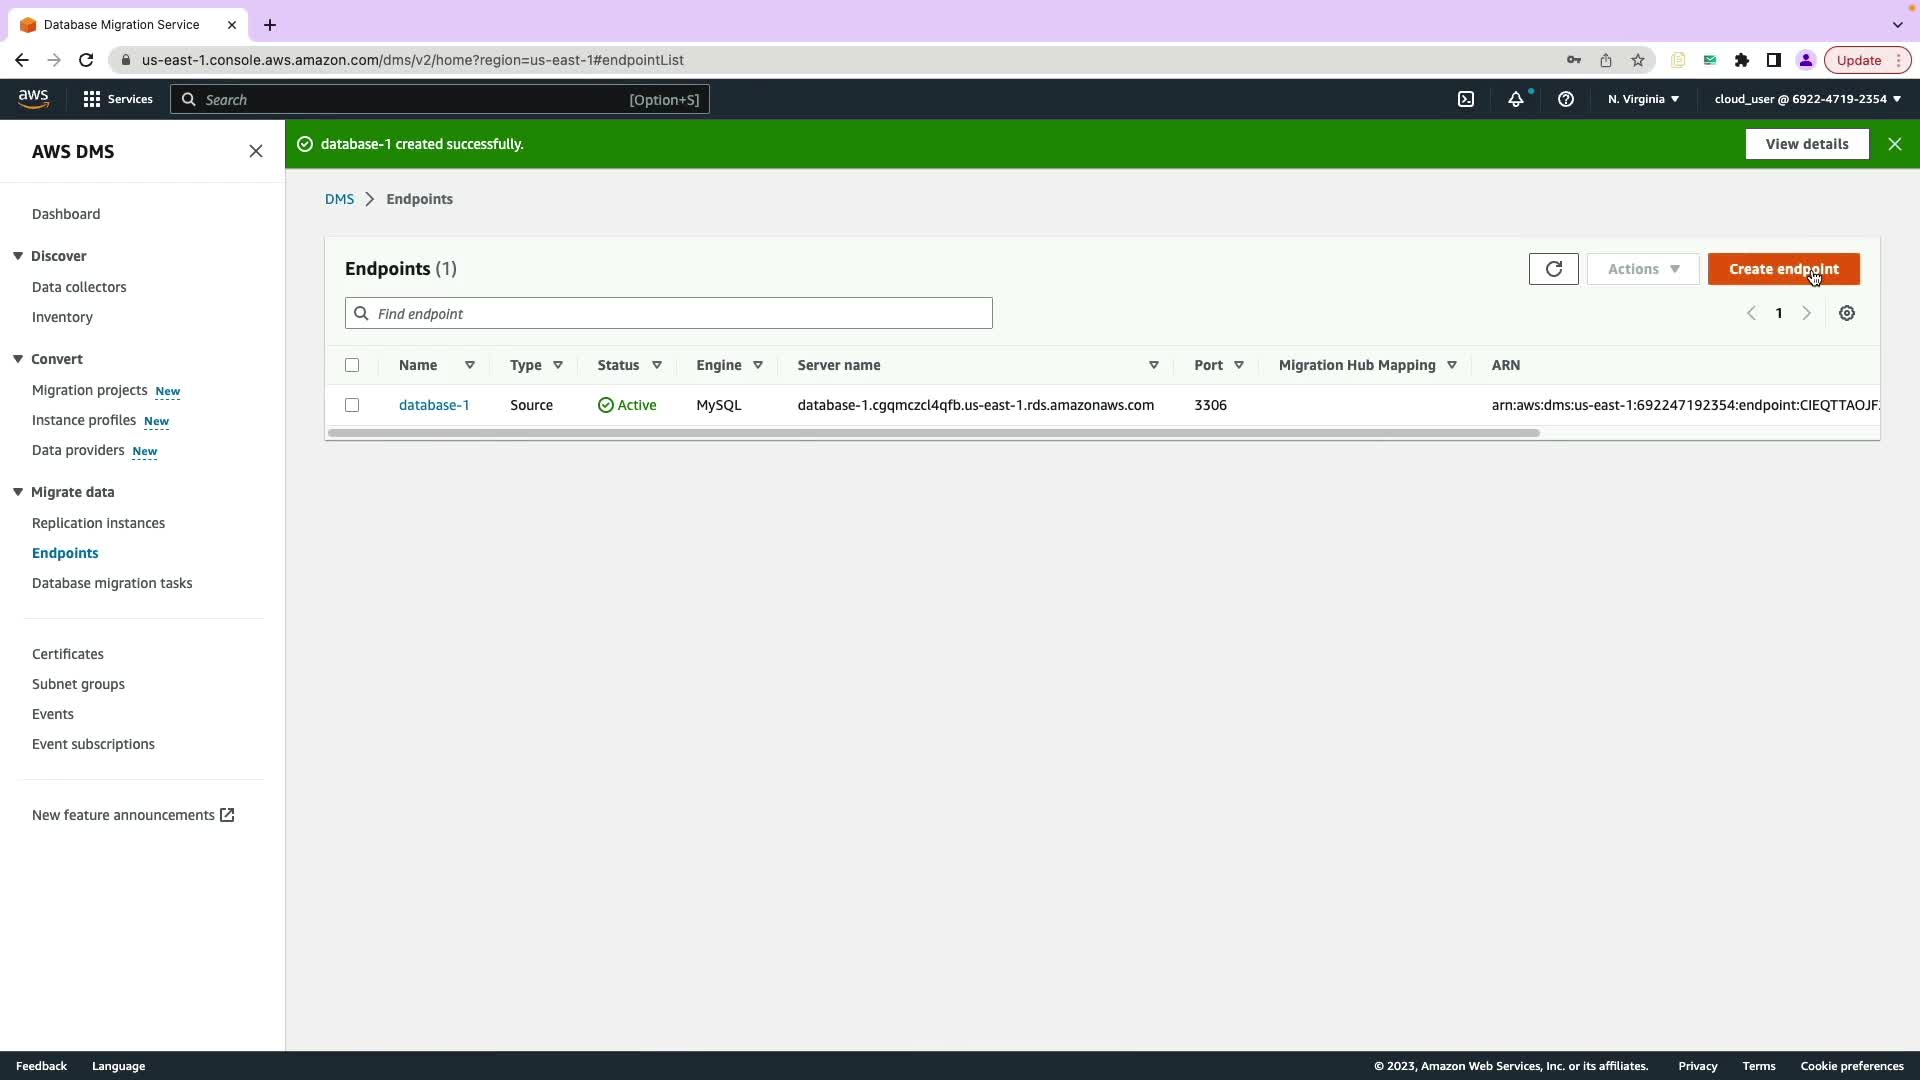 Database Migration Service
us-east-1.console.aws.amazon.com/dms/v2/home?region=us-east-1#endpointList
Update
aws
Services
Search
[Option+S]
N. Virginia
cloud_user @ 6922-4719-2354
AWS DMS
Dashboard
Discover
Data collectors
Inventory
Convert
Migration projects New
Instance profiles New
Data providers New
Migrate data
Replication instances
Endpoints
Database migration tasks
Certificates
Subnet groups
Events
Event subscriptions
New feature announcements
database-1 created successfully.
View details
DMS > Endpoints
Endpoints (1)
Actions
Create endpoint
Find endpoint
1
Name Type Status Engine Server name Port Migration Hub Mapping ARN
database-1 Source Active MySQL database-1.cgqmczcl4qfb.us-east-1.rds.amazonaws.com 3306 arn:aws:dms:us-east-1:692247192354:endpoint:CIEQTTAOJF
Feedback Language
© 2023, Amazon Web Services, Inc. or its affiliates. Privacy Terms Cookie preferences